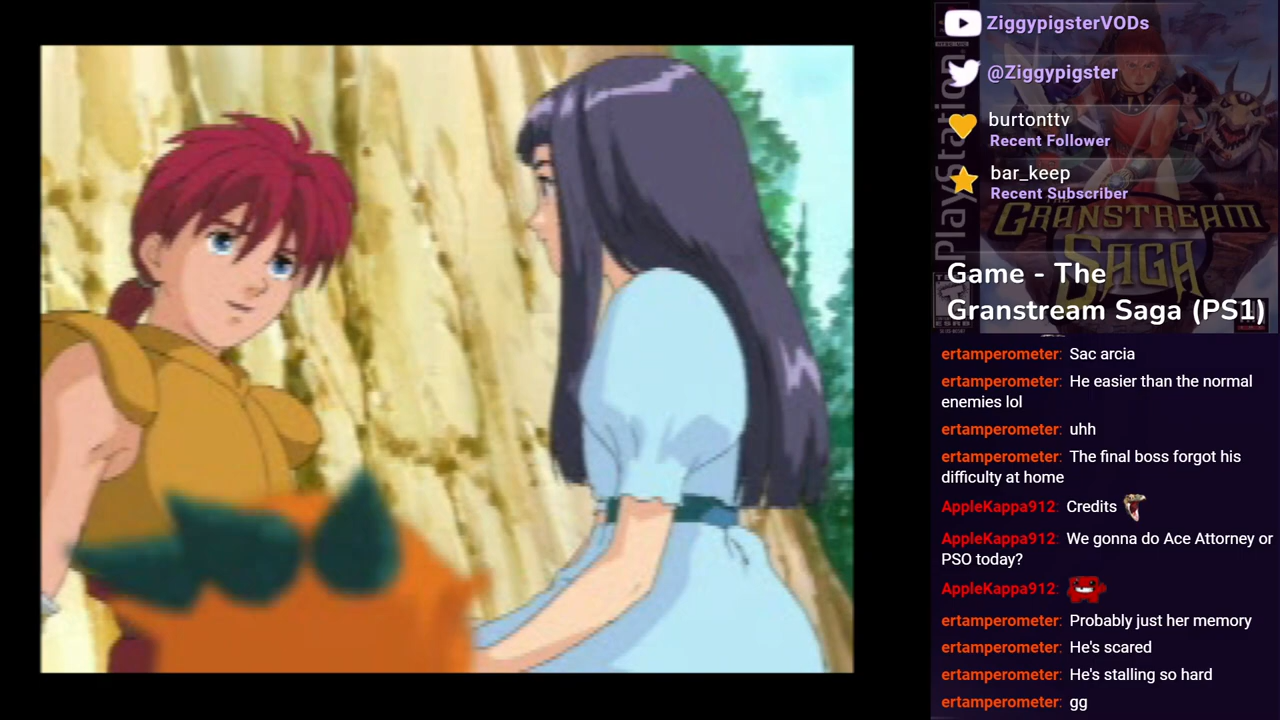 ZiggypigsterVODs
@Ziggypigster
burtonttv
Recent Follower
bar_keep
Recent Subscriber
PlayStation
THE
GRANSTREAM
SAGA
Game - The
Granstream Saga (PS1)
ertamperometer: Sac arcia
ertamperometer: He easier than the normal
enemies lol
ertamperometer: uhh
ertamperometer: The final boss forgot his
difficulty at home
AppleKappa912: Credits
AppleKappa912: We gonna do Ace Attorney or
PSO today?
AppleKappa912:
ertamperometer: Probably just her memory
ertamperometer: He's scared
ertamperometer: He's stalling so hard
ertamperometer: gg